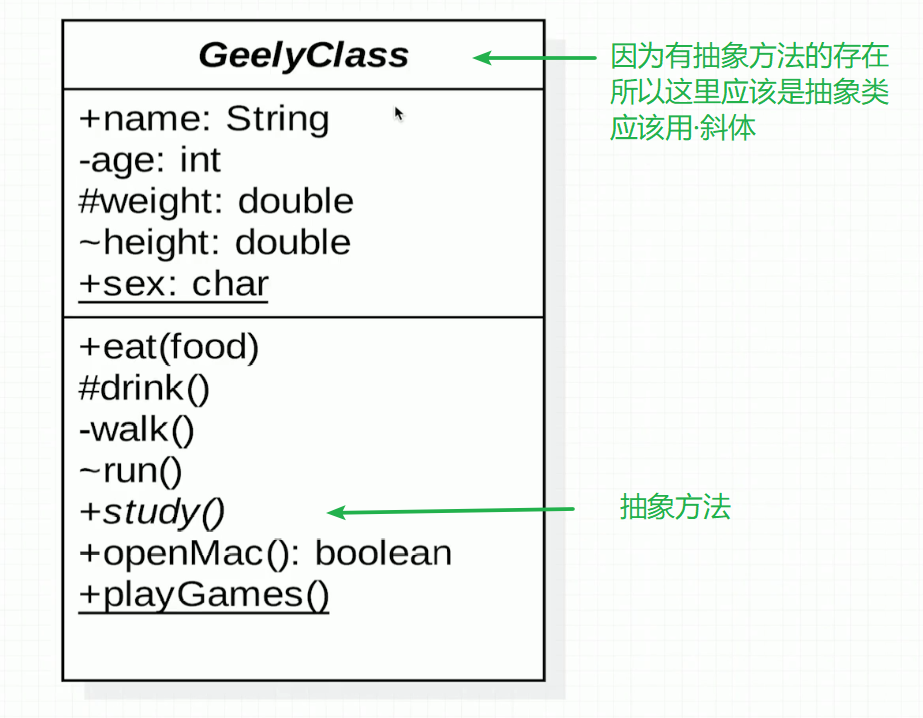 GeelyClass
因为有抽象方法的存在
所以这里应该是抽象类
应该用·斜体
+name: String
-age: int
#weight: double
~height: double
+sex: char
+eat(food)
#drink()
-walk()
~run()
+study()
抽象方法
+openMac(): boolean
+playGames()